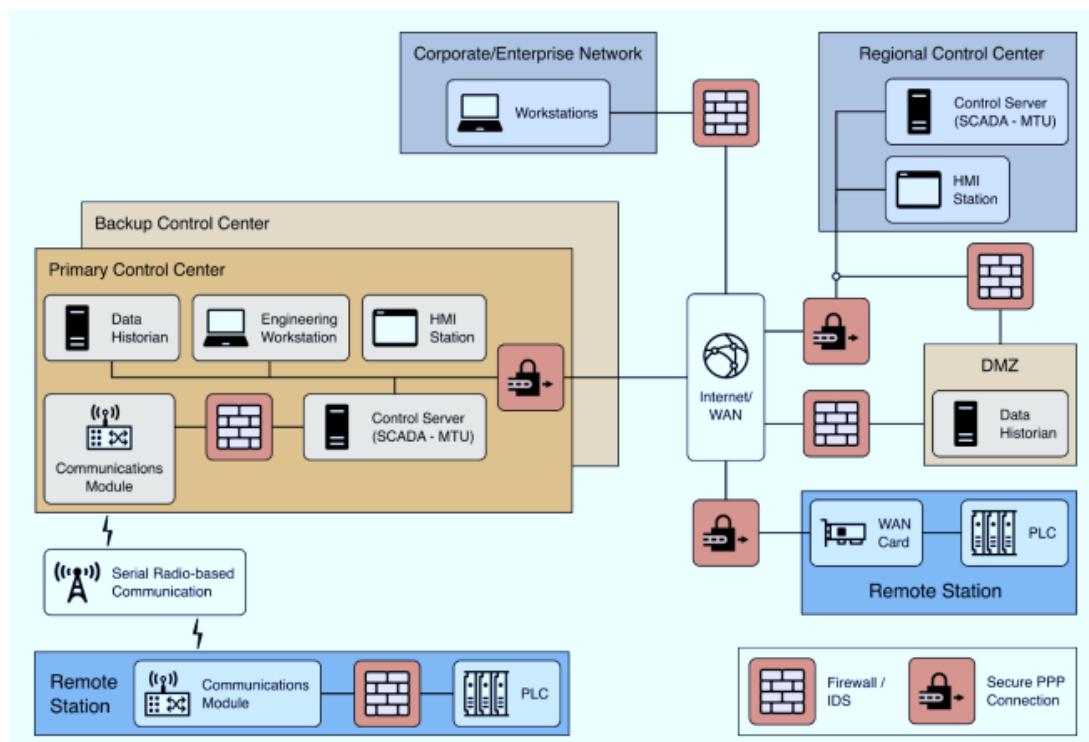 Corporate/Enterprise Network
Workstations
Regional Control Center
Control Server
(SCADA - MTU)
HMI
Station
Backup Control Center
Primary Control Center
Data
Historian
Engineering
Workstation
HMI
Station
Communications
Module
Control Server
(SCADA - MTU)
Internet/
WAN
DMZ
Data
Historian
WAN
Card
PLC
Remote Station
Serial Radio-based
Communication
Remote
Station
Communications
Module
PLC
Firewall /
IDS
Secure PPP
Connection